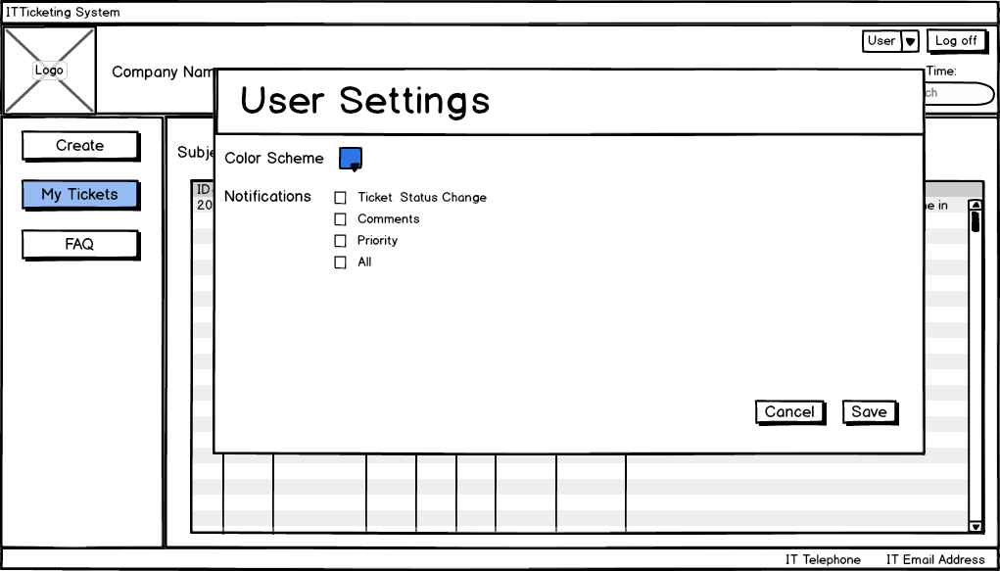 ITTicketing System
User
Log off
Logo
Company Nam
Time:
ch
User Settings
Create
My Tickets
FAQ
Subje
Color Scheme
Notifications
Ticket Status Change
Comments
Priority
All
ID
20
e in
Cancel
Save
IT Telephone
IT Email Address